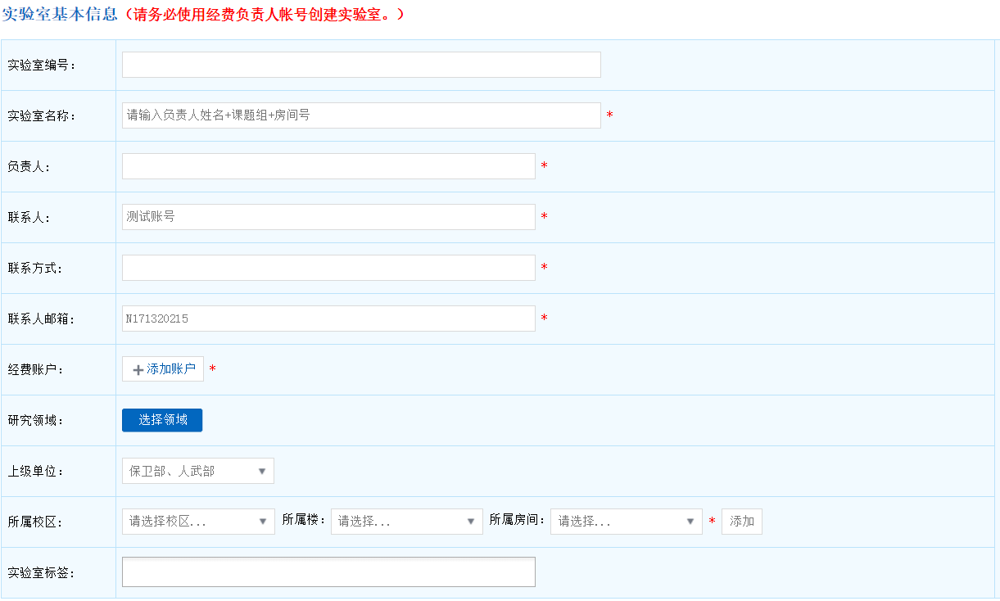 实验室基本信息（请务必使用经费负责人帐号创建实验室。）
实验室编号：
实验室名称： 请输入负责人姓名+课题组+房间号 *
负责人： *
联系人： 测试账号 *
联系方式： *
联系人邮箱： N171320215 *
经费账户： 添加账户 *
研究领域： 选择领域
上级单位： 保卫部、人武部
所属校区： 请选择校区... 所属楼： 请选择... 所属房间： 请选择... * 添加
实验室标签：